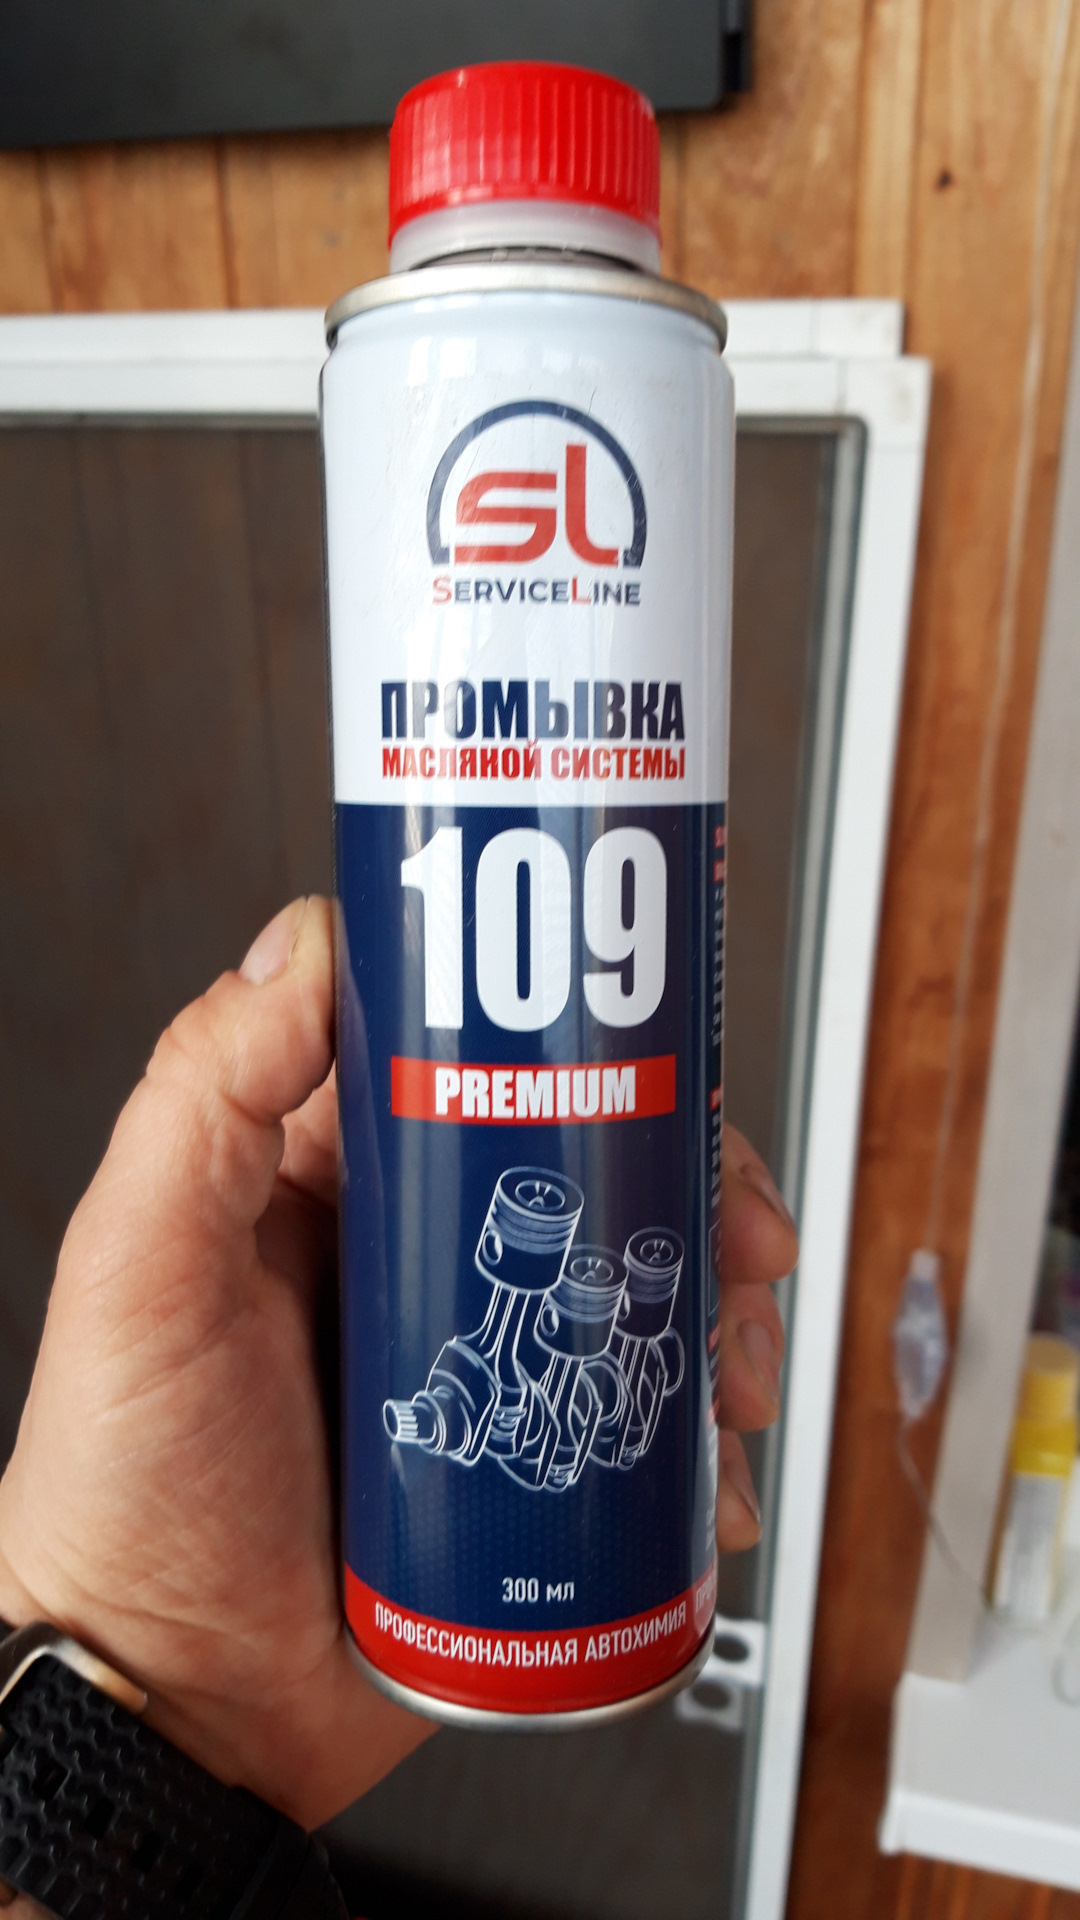 SL
SERVICELINE
ПРОМЫВКА
МАСЛЯНОЙ СИСТЕМЫ
109
PREMIUM
300 мл
ПРОФЕССИОНАЛЬНАЯ АВТОХИМИЯ